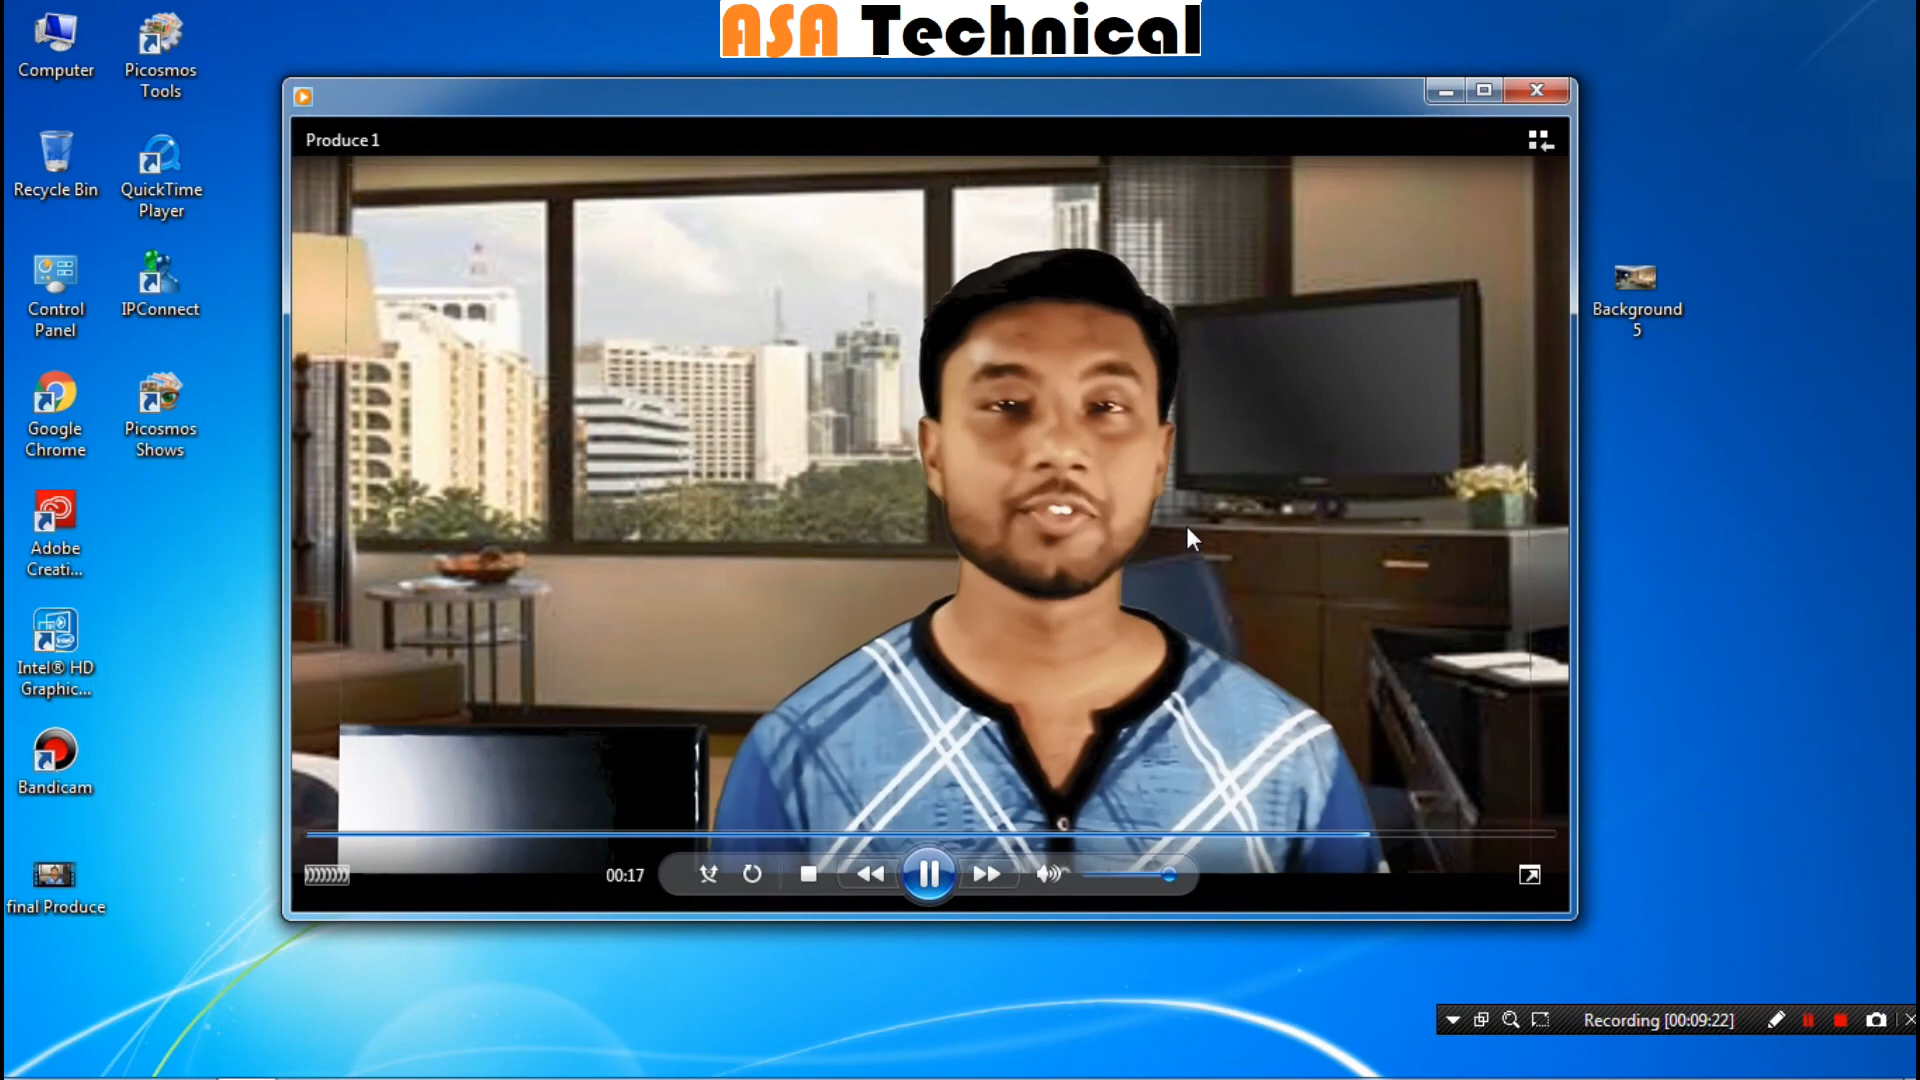 ASA Technical
Computer
Picosmos
Tools
Recycle Bin
QuickTime
Player
Control
Panel
IPConnect
Google
Chrome
Picosmos
Shows
Adobe
Creati...
Intel® HD
Graphic...
Bandicam
final Produce
Produce 1
00:17
Background
5
Recording [00:09:22]